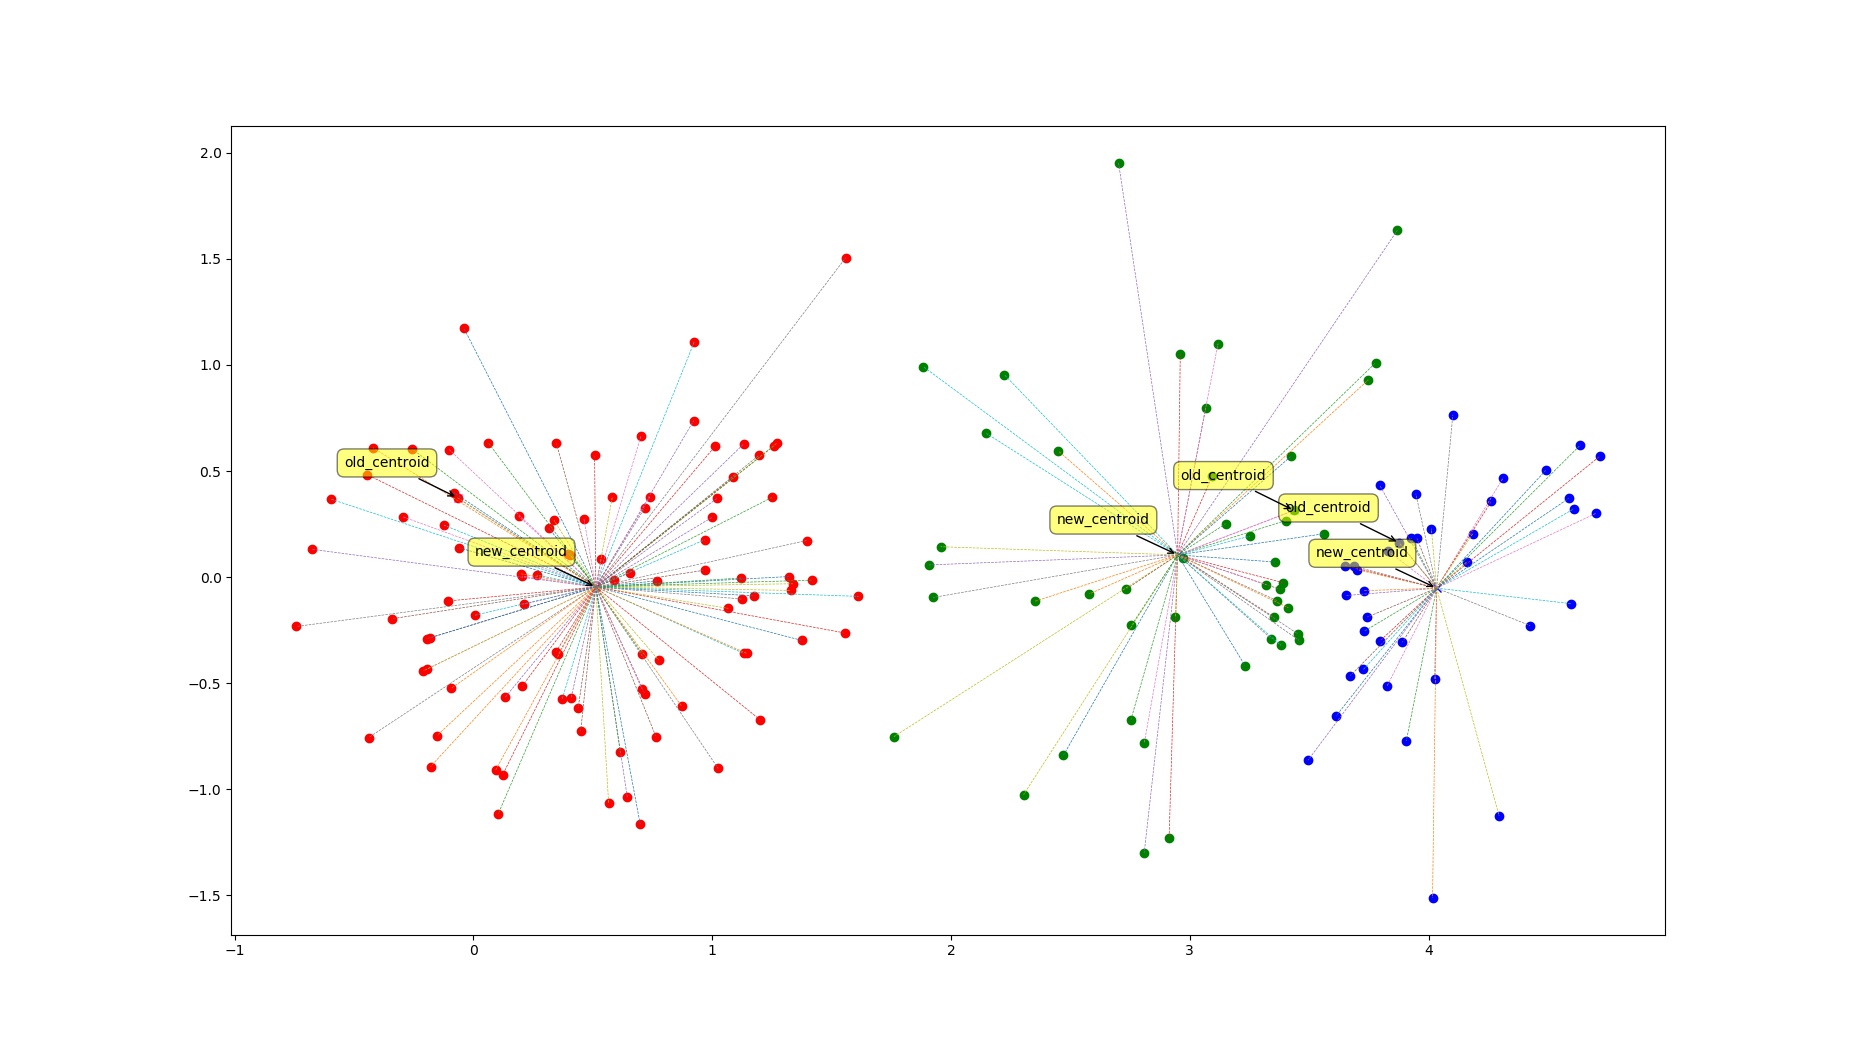 2.0
1.5
1.0
0.5
0.0
−0.5
−1.0
−1.5
−1
0
1
2
3
4
old_centroid
new_centroid
old_centroid
new_centroid
old_centroid
new_centroid